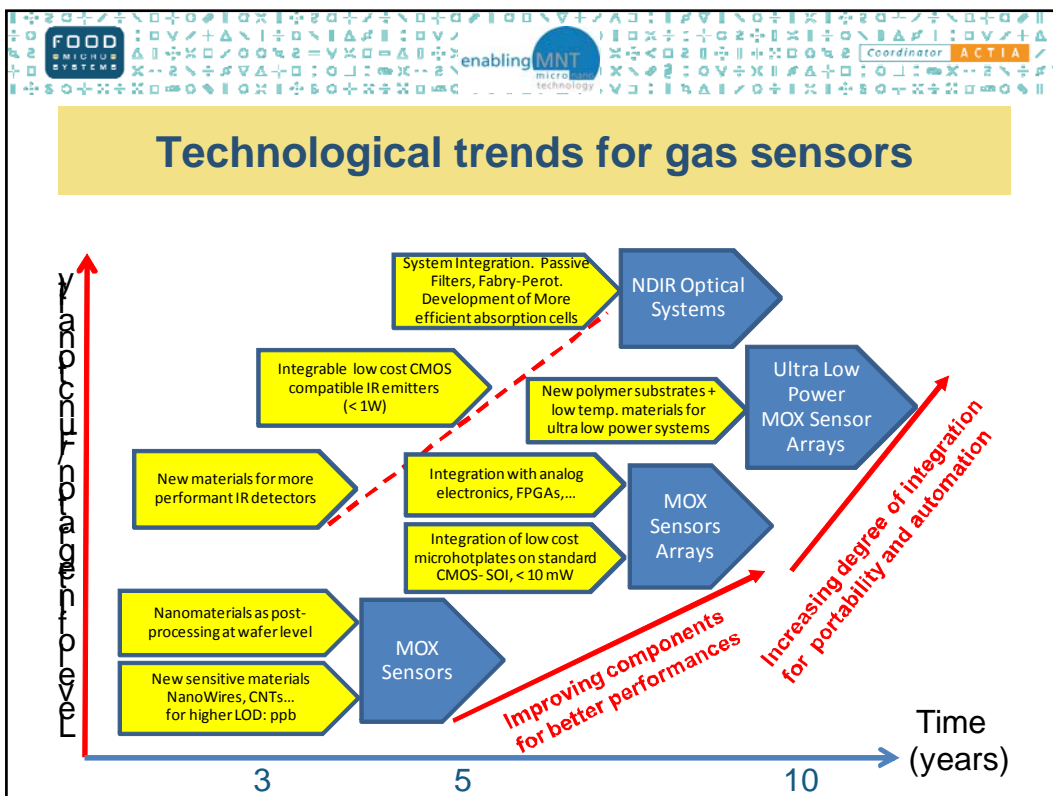 FOOD
MICRO
SYSTEMS
enabling MNT
micro nano
technology
Coordinator ACTIA
Technological trends for gas sensors
Level of integration/functionality
System Integration. Passive
Filters, Fabry-Perot.
Development of More
efficient absorption cells
NDIR Optical
Systems
Integrable low cost CMOS
compatible IR emitters
(< 1W)
New polymer substrates +
low temp. materials for
ultra low power systems
Ultra Low
Power
MOX Sensor
Arrays
New materials for more
performant IR detectors
Integration with analog
electronics, FPGAs,...
Integration of low cost
microhotplates on standard
CMOS- SOI, < 10 mW
MOX
Sensors
Arrays
Nanomaterials as post-
processing at wafer level
New sensitive materials
NanoWires, CNTs...
for higher LOD: ppb
MOX
Sensors
Improving components
for better performances
Increasing degree of integration
for portability and automation
Time
(years)
3
5
10